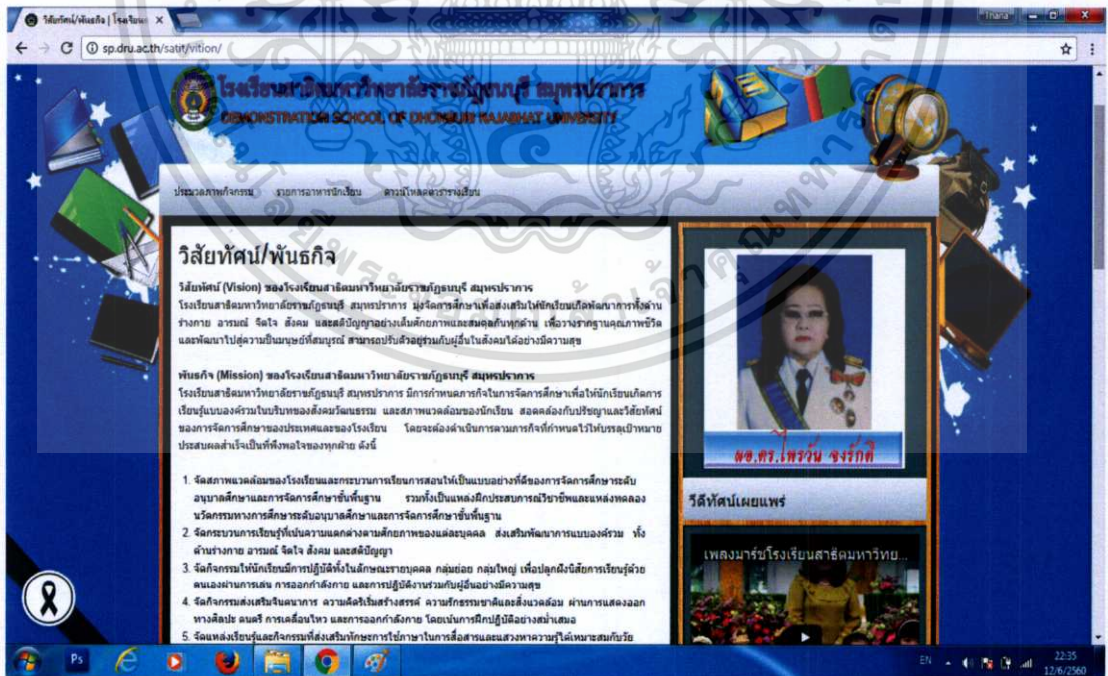 วิสัยทัศน์/พันธกิจ | โรงเรียน
Thana
sp.dru.ac.th/satit/vition/
โรงเรียนสาธิตมหาวิทยาลัยราชภัฏธนบุรี สมุทรปราการ
DEMONSTRATION SCHOOL OF DHONBURI RAJABHAT UNIVERSITY
ประมวลภาพกิจกรรม รายการอาหารนักเรียน ดาวน์โหลดตารางเรียน
วิสัยทัศน์/พันธกิจ
วิสัยทัศน์ (Vision) ของโรงเรียนสาธิตมหาวิทยาลัยราชภัฏธนบุรี สมุทรปราการ
โรงเรียนสาธิตมหาวิทยาลัยราชภัฏธนบุรี สมุทรปราการ มุ่งจัดการศึกษาเพื่อส่งเสริมให้นักเรียนเกิดพัฒนาการทั้งด้าน
ร่างกาย อารมณ์ จิตใจ สังคม และสติปัญญาอย่างเต็มศักยภาพและสมดุลกันทุกด้าน เพื่อวางรากฐานคุณภาพชีวิต
และพัฒนาไปสู่ความเป็นมนุษย์ที่สมบูรณ์ สามารถปรับตัวอยู่ร่วมกับผู้อื่นในสังคมได้อย่างมีความสุข
พันธกิจ (Mission) ของโรงเรียนสาธิตมหาวิทยาลัยราชภัฏธนบุรี สมุทรปราการ
โรงเรียนสาธิตมหาวิทยาลัยราชภัฏธนบุรี สมุทรปราการ มีการกำหนดภารกิจในการจัดการศึกษาเพื่อให้นักเรียนเกิดการ
เรียนรู้แบบองค์รวมในบริบทของสังคมวัฒนธรรม และสภาพแวดล้อมของนักเรียน สอดคล้องกับปรัชญาและวิสัยทัศน์
ของการจัดการศึกษาของประเทศและของโรงเรียน โดยจะต้องดำเนินการตามภารกิจที่กำหนดไว้ให้บรรลุเป้าหมาย
ประสบผลสำเร็จเป็นที่พึงพอใจของทุกฝ่าย ดังนี้
1. จัดสภาพแวดล้อมของโรงเรียนและกระบวนการเรียนการสอนให้เป็นแบบอย่างที่ดีของการจัดการศึกษาระดับ
อนุบาลศึกษาและการจัดการศึกษาขั้นพื้นฐาน รวมทั้งเป็นแหล่งฝึกประสบการณ์วิชาชีพและแหล่งทดลอง
นวัตกรรมทางการศึกษาระดับอนุบาลศึกษาและการจัดการศึกษาขั้นพื้นฐาน
2. จัดกระบวนการเรียนรู้ที่เน้นความแตกต่างตามศักยภาพของแต่ละบุคคล ส่งเสริมพัฒนาการแบบองค์รวม ทั้ง
ด้านร่างกาย อารมณ์ จิตใจ สังคม และสติปัญญา
3. จัดกิจกรรมให้นักเรียนมีการปฏิบัติทั้งในลักษณะรายบุคคล กลุ่มย่อย กลุ่มใหญ่ เพื่อปลูกฝังนิสัยการเรียนรู้ด้วย
ตนเองผ่านการเล่น การออกกำลังกาย และการปฏิบัติงานร่วมกับผู้อื่นอย่างมีความสุข
4. จัดกิจกรรมส่งเสริมจินตนาการ ความคิดริเริ่มสร้างสรรค์ ความรักธรรมชาติและสิ่งแวดล้อม ผ่านการแสดงออก
ทางศิลปะ ดนตรี การเคลื่อนไหว และการออกกำลังกาย โดยเน้นการฝึกปฏิบัติอย่างสม่ำเสมอ
5. จัดแหล่งเรียนรู้และกิจกรรมที่ส่งเสริมทักษะการใช้ภาษาในการสื่อสารและแสวงหาความรู้ได้เหมาะสมกับวัย
ผอ.ดร.ไพรวัน จงรักดี
วีดีทัศน์เผยแพร่
เพลงมาร์ชโรงเรียนสาธิตมหาวิทย...
Ps
EN
22:35
12/6/2560